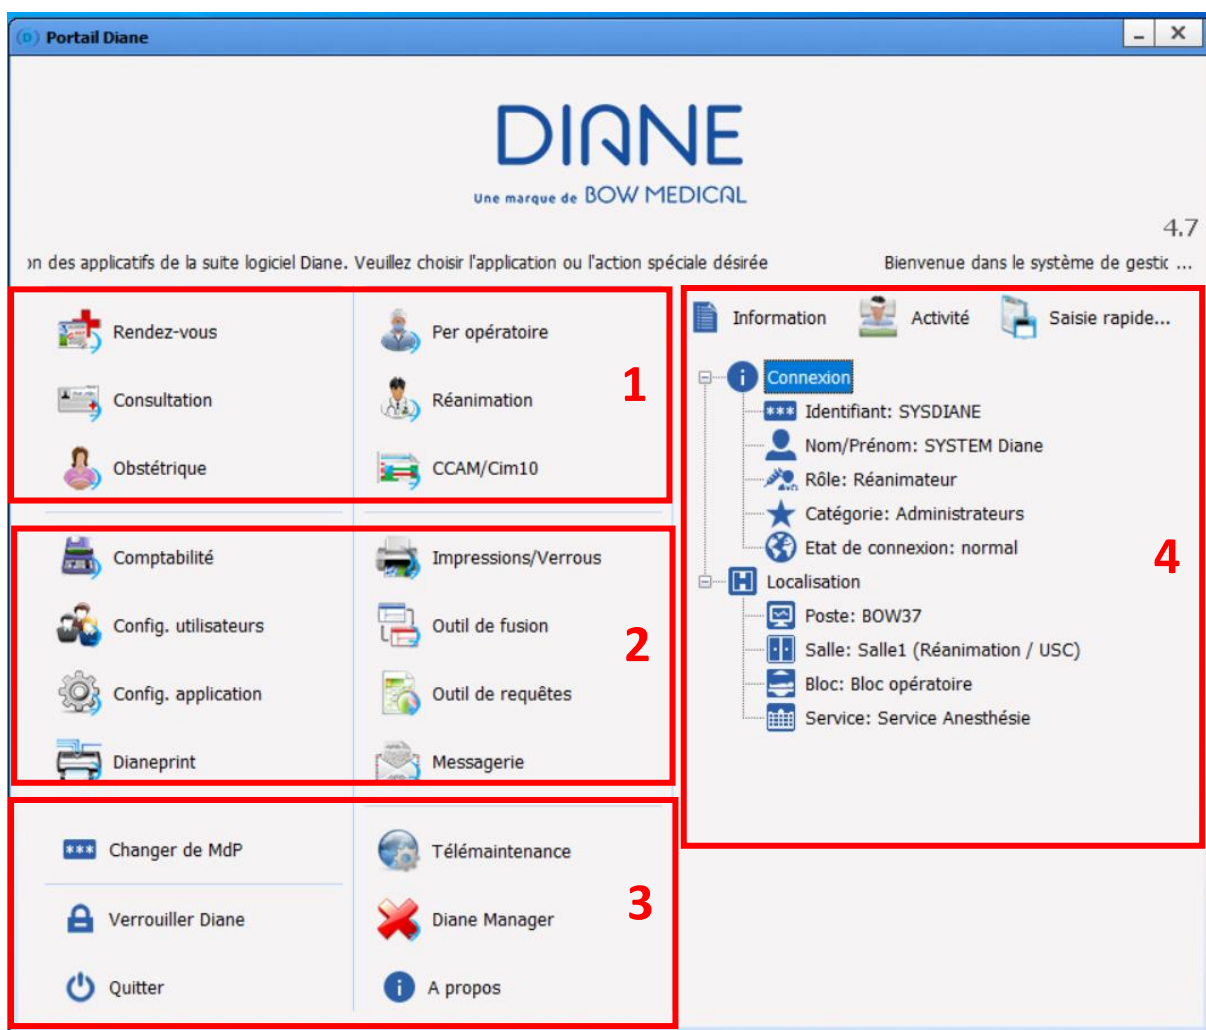 (D) Portail Diane
DIANE
Une marque de BOW MEDICAL
4.7
on des applicatifs de la suite logiciel Diane. Veuillez choisir l'application ou l'action spéciale désirée Bienvenue dans le système de gestic ...
Rendez-vous
Per opératoire
Consultation
Réanimation
Obstétrique
CCAM/Cim10
1
Comptabilité
Impressions/Verrous
Config. utilisateurs
Outil de fusion
Config. application
Outil de requêtes
Dianeprint
Messagerie
2
Changer de MdP
Télémaintenance
Verrouiller Diane
Diane Manager
Quitter
A propos
3
Information Activité Saisie rapide...
Connexion
Identifiant: SYSDIANE
Nom/Prénom: SYSTEM Diane
Rôle: Réanimateur
Catégorie: Administrateurs
Etat de connexion: normal
Localisation
Poste: BOW37
Salle: Salle1 (Réanimation / USC)
Bloc: Bloc opératoire
Service: Service Anesthésie
4